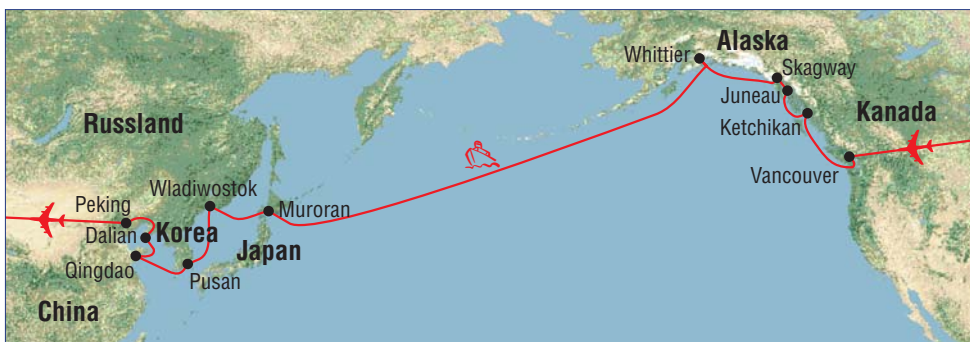 Alaska
Whittier
Skagway
Juneau
Kanada
Ketchikan
Russland
Vancouver
Wladiwostok
Peking
Muroran
Dalian
Korea
Japan
Qingdao
Pusan
China